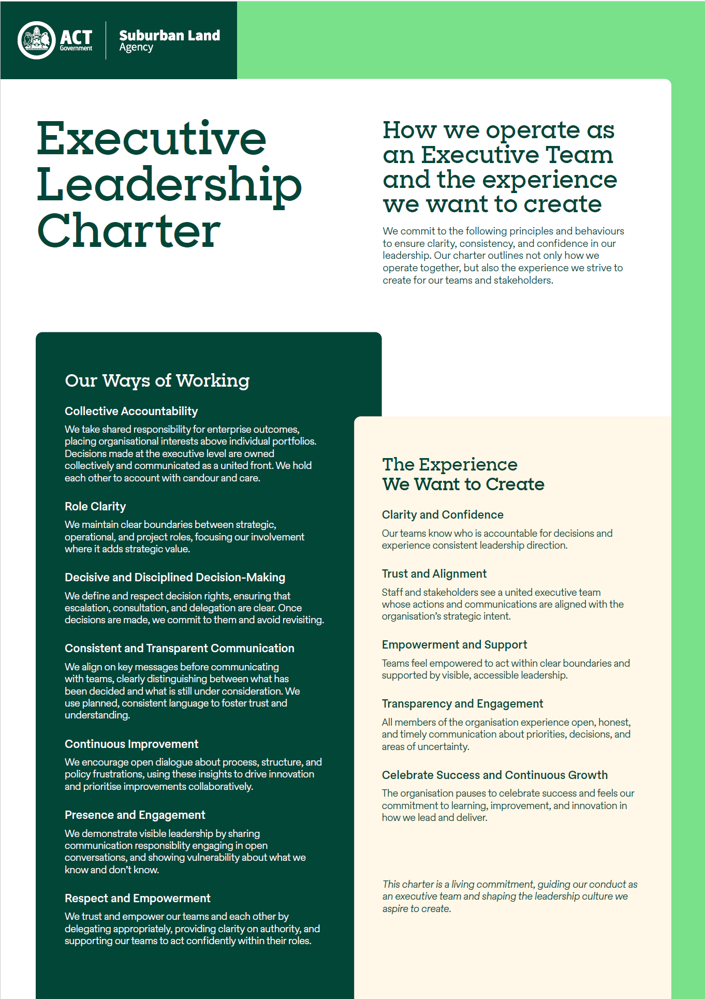 ACT
Government
Suburban Land
Agency
Executive
Leadership
Charter
How we operate as
an Executive Team
and the experience
we want to create
We commit to the following principles and behaviours
to ensure clarity, consistency, and confidence in our
leadership. Our charter outlines not only how we
operate together, but also the experience we strive to
create for our teams and stakeholders.
Our Ways of Working
Collective Accountability
We take shared responsibility for enterprise outcomes,
placing organisational interests above individual portfolios.
Decisions made at the executive level are owned
collectively and communicated as a united front. We hold
each other to account with candour and care.
Role Clarity
We maintain clear boundaries between strategic,
operational, and project roles, focusing our involvement
where it adds strategic value.
Decisive and Disciplined Decision-Making
We define and respect decision rights, ensuring that
escalation, consultation, and delegation are clear. Once
decisions are made, we commit to them and avoid revisiting.
Consistent and Transparent Communication
We align on key messages before communicating
with teams, clearly distinguishing between what has
been decided and what is still under consideration. We
use planned, consistent language to foster trust and
understanding.
Continuous Improvement
We encourage open dialogue about process, structure, and
policy frustrations, using these insights to drive innovation
and prioritise improvements collaboratively.
Presence and Engagement
We demonstrate visible leadership by sharing
communication responsiblity engaging in open
conversations, and showing vulnerability about what we
know and don’t know.
Respect and Empowerment
We trust and empower our teams and each other by
delegating appropriately, providing clarity on authority, and
supporting our teams to act confidently within their roles.
The Experience
We Want to Create
Clarity and Confidence
Our teams know who is accountable for decisions and
experience consistent leadership direction.
Trust and Alignment
Staff and stakeholders see a united executive team
whose actions and communications are aligned with the
organisation’s strategic intent.
Empowerment and Support
Teams feel empowered to act within clear boundaries and
supported by visible, accessible leadership.
Transparency and Engagement
All members of the organisation experience open, honest,
and timely communication about priorities, decisions, and
areas of uncertainty.
Celebrate Success and Continuous Growth
The organisation pauses to celebrate success and feels our
commitment to learning, improvement, and innovation in
how we lead and deliver.
This charter is a living commitment, guiding our conduct as
an executive team and shaping the leadership culture we
aspire to create.